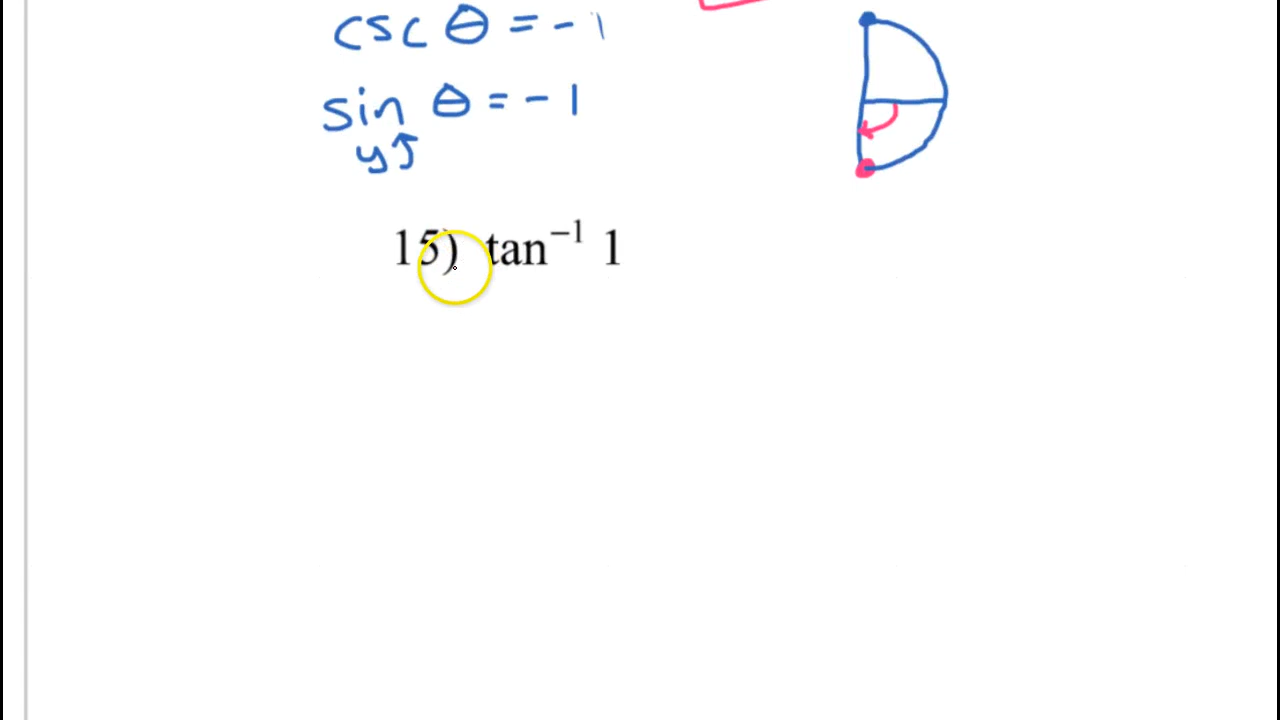 csc θ = -1
sin θ = -1
y↑
15) tan⁻¹ 1